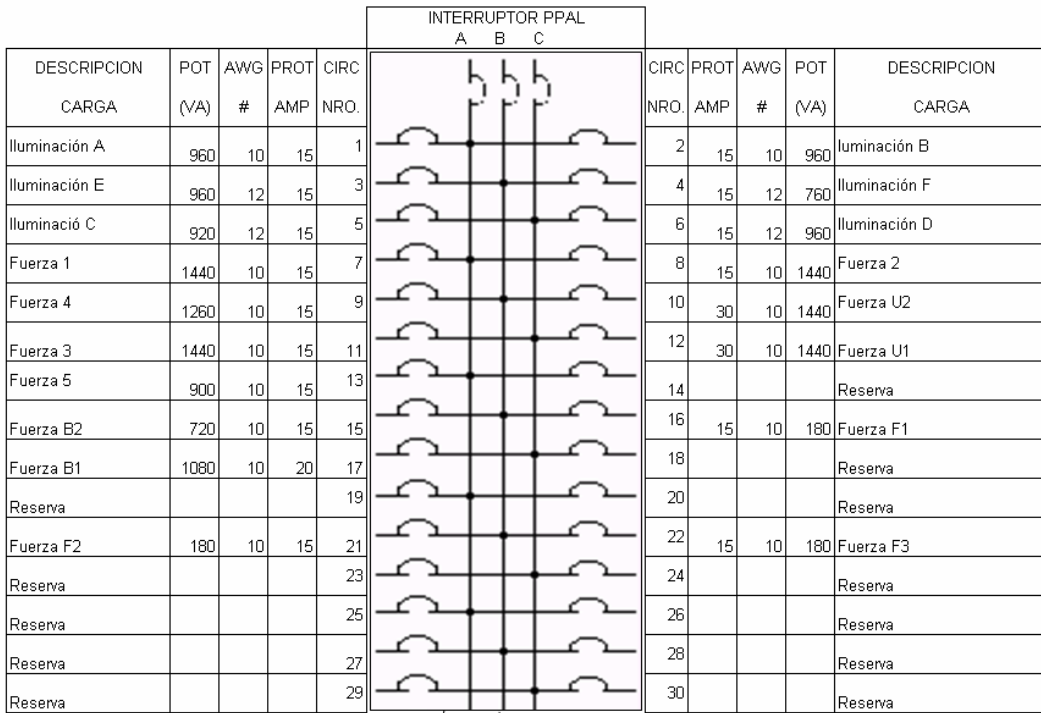 INTERRUPTOR PPAL
A B C
DESCRIPCION POT AWG PROT CIRC CIRC PROT AWG POT DESCRIPCION
CARGA (VA) # AMP NRO. NRO. AMP # (VA) CARGA
Iluminación A 960 10 15 1 2 15 10 960 luminación B
Iluminación E 960 12 15 3 4 15 12 760 Iluminación F
Iluminació C 920 12 15 5 6 15 12 960 Iluminación D
Fuerza 1 1440 10 15 7 8 15 10 1440 Fuerza 2
Fuerza 4 1260 10 15 9 10 30 10 1440 Fuerza U2
Fuerza 3 1440 10 15 11 12 30 10 1440 Fuerza U1
Fuerza 5 900 10 15 13 14 Reserva
Fuerza B2 720 10 15 15 16 15 10 180 Fuerza F1
Fuerza B1 1080 10 20 17 18 Reserva
Reserva 19 20 Reserva
Fuerza F2 180 10 15 21 22 15 10 180 Fuerza F3
Reserva 23 24 Reserva
Reserva 25 26 Reserva
Reserva 27 28 Reserva
Reserva 29 30 Reserva